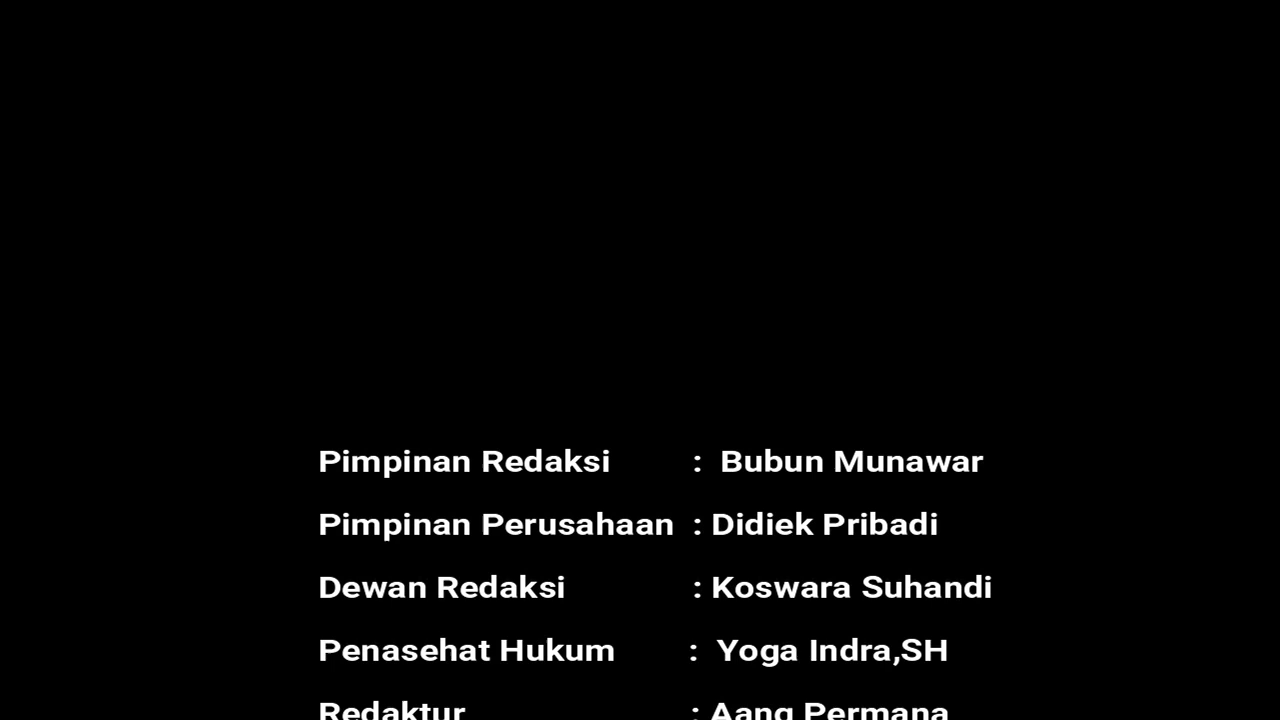 Pimpinan Redaksi : Bubun Munawar
Pimpinan Perusahaan : Didiek Pribadi
Dewan Redaksi : Koswara Suhandi
Penasehat Hukum : Yoga Indra,SH
Redaktur : Aang Permana